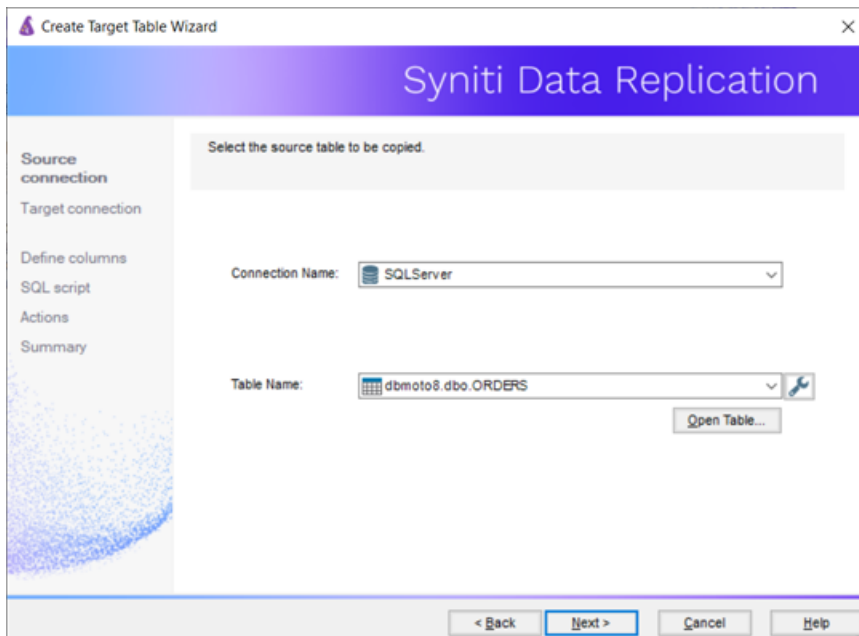 Create Target Table Wizard
Syniti Data Replication
Source
connection
Target connection
Define columns
SQL script
Actions
Summary
Select the source table to be copied.
Connection Name: SQLServer
Table Name: dbmoto8.dbo.ORDERS
Open Table...
< Back Next > Cancel Help